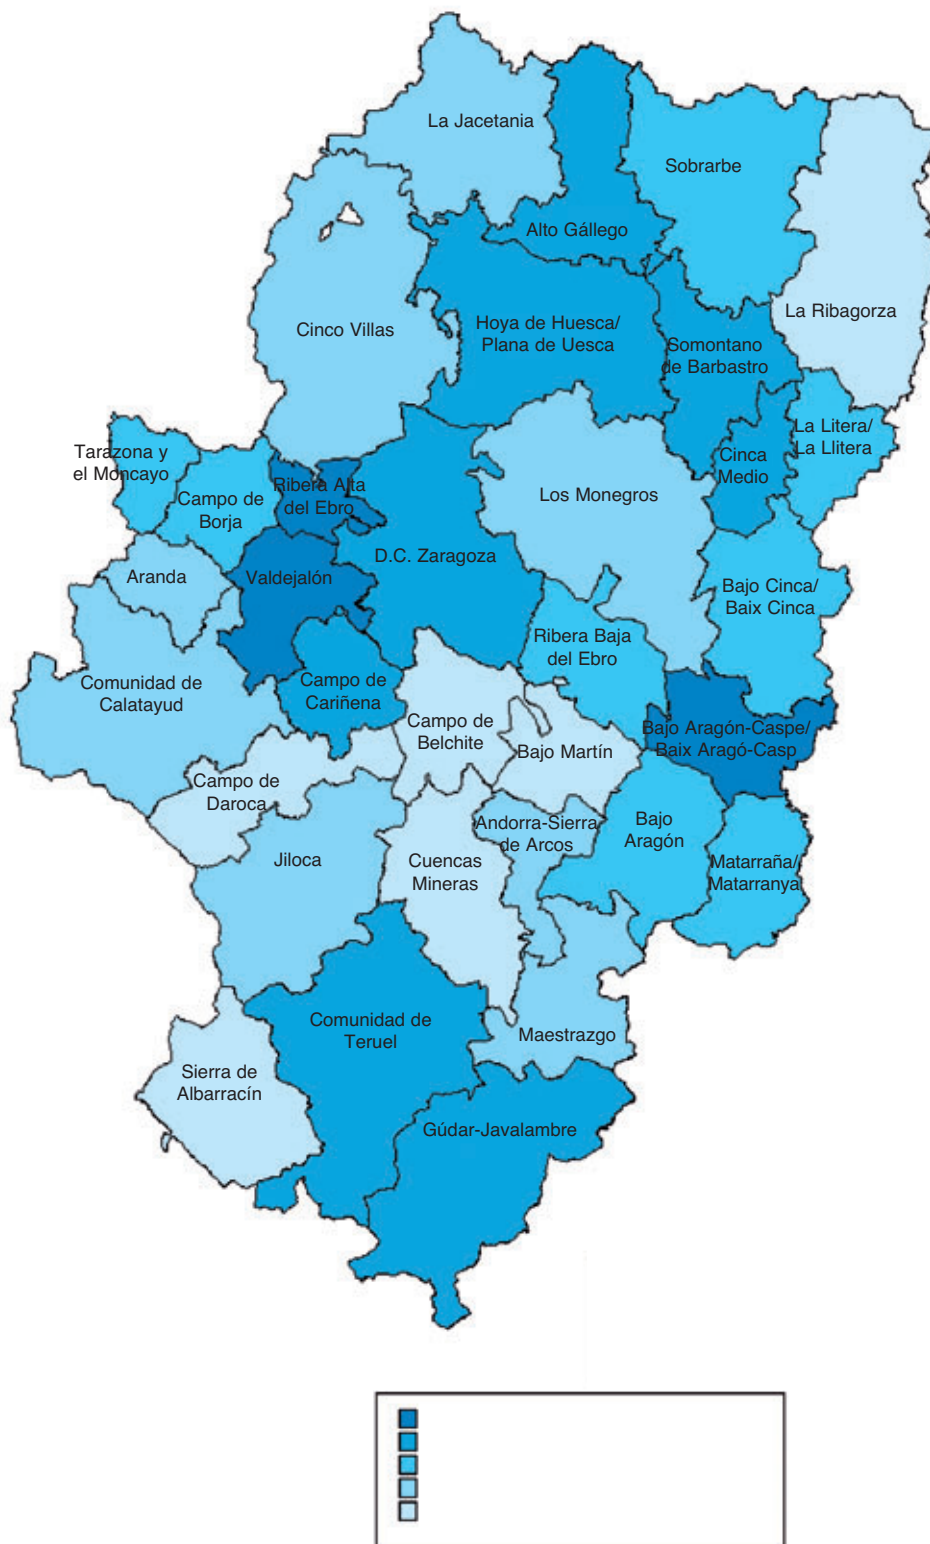 La Jacetania
Sobrarbe
Alto Gállego
La Ribagorza
Cinco Villas
Hoya de Huesca/
Plana de Uesca
Somontano
de Barbastro
La Litera/
La Llitera
Tarazona y
el Moncayo
Ribera Alta
del Ebro
Cinca
Medio
Campo de
Borja
Los Monegros
D.C. Zaragoza
Aranda
Valdejalón
Bajo Cinca/
Baix Cinca
Ribera Baja
del Ebro
Comunidad de
Calatayud
Campo de
Cariñena
Campo de
Belchite
Bajo Martín
Bajo Aragón-Caspe/
Baix Aragó-Casp
Campo de
Daroca
Andorra-Sierra
de Arcos
Bajo
Aragón
Jiloca
Cuencas
Mineras
Matarraña/
Matarranya
Comunidad de
Teruel
Maestrazgo
Sierra de
Albarracín
Gúdar-Javalambre